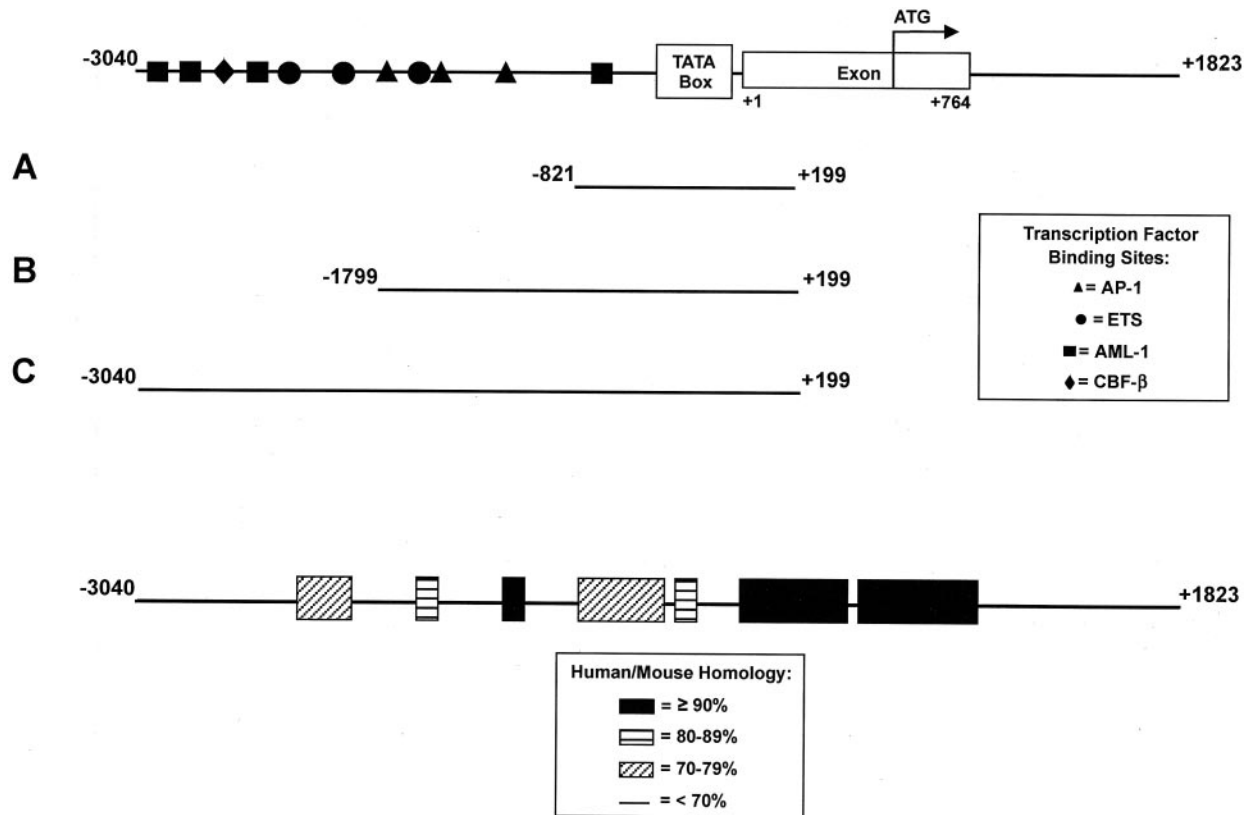 ATG
-3040
TATA
Box
Exon
+1823
+1
+764
A
-821
+199
B
-1799
+199
C
-3040
+199
Transcription Factor
Binding Sites:
▲= AP-1
●= ETS
■= AML-1
◆= CBF-β
-3040
+1823
Human/Mouse Homology:
= ≥ 90%
= 80-89%
= 70-79%
= < 70%